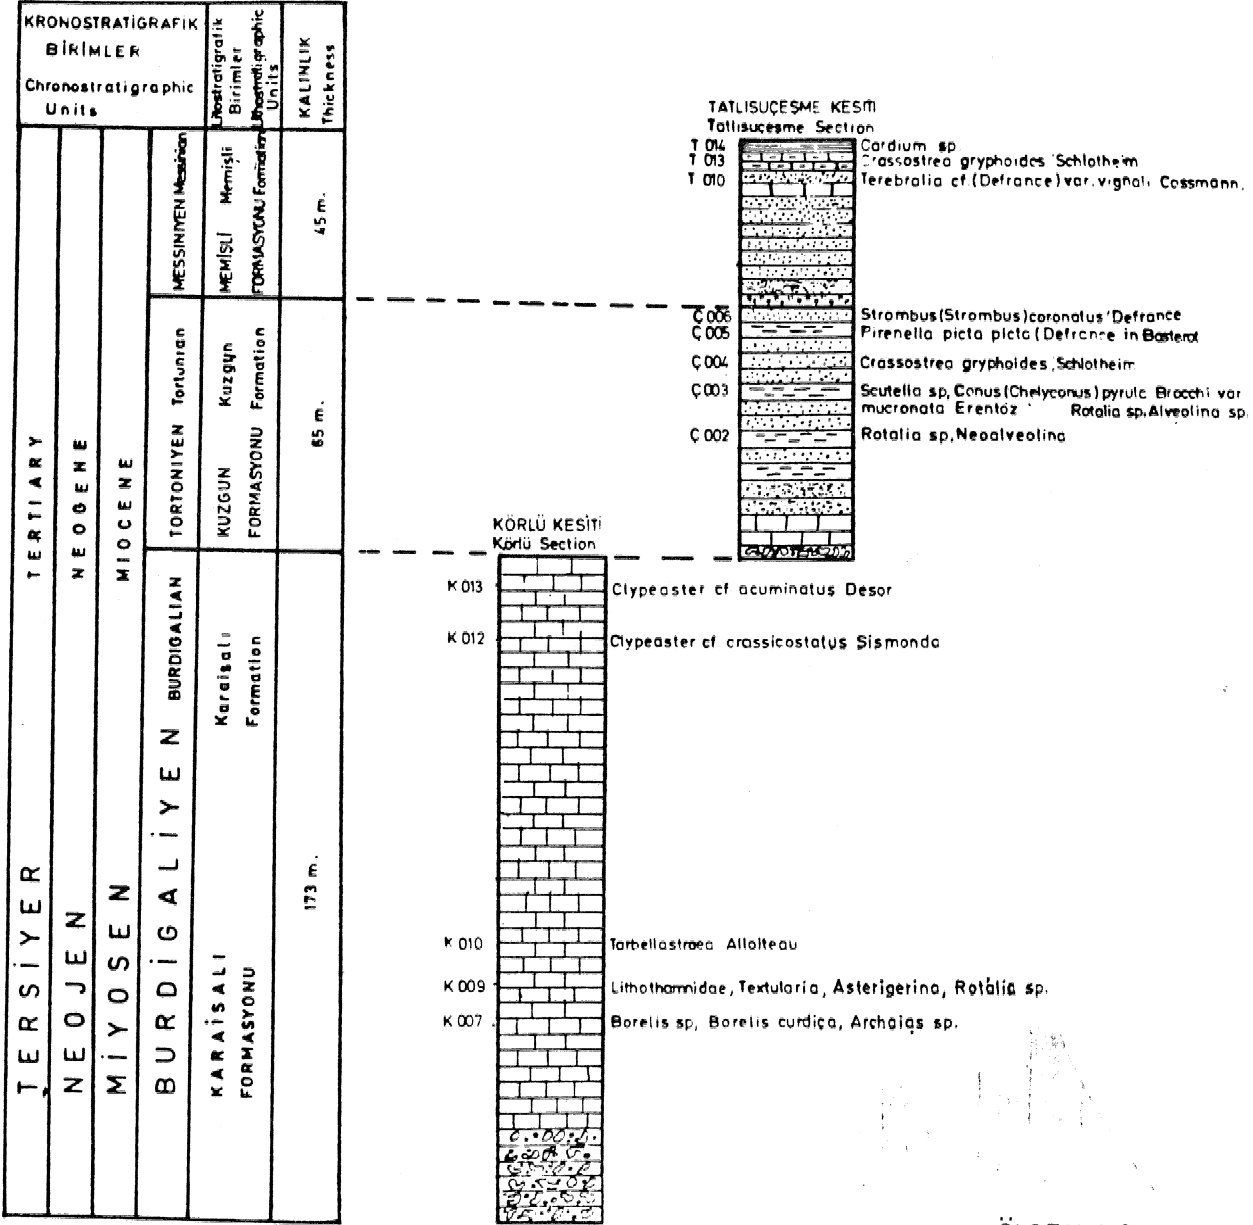 KRONOSTRATİGRAFİK
BİRİMLER
Chronostratigraphic
Units
Litostratigrafik
Birimler
Lithostratigraphic
Units
KALINLIK
Thickness
TERSİYER TERTIARY
NEOJEN NEOGENE
MİYOSEN MIOCENE
MESSINIYEN Messinian
MEMİŞLİ Memişli
FORMASYONU Formation
45 m.
TORTONIYEN Tortonian
KUZGUN Kuzgun
FORMASYONU Formation
65 m.
BURDİGALİYEN BURDIGALIAN
KARAİSALI Karaisalı
FORMASYONU Formation
173 m.
TATLISUÇEŞME KESİTİ
Tatlısuçeşme Section
T 014 Cardium sp
T 013 Crassostrea gryphoides Schlotheim
T 010 Terebralia cf. (Defrance) var. vignali Cossmann.
Ç 006 Strombus (Strombus) coronatus Defrance
Ç 005 Pirenella picta picta (Defrance in Basterot
Ç 004 Crassostrea gryphoides Schlotheim
Ç 003 Scutella sp, Conus (Chelyconus) pyrula Brocchi var
mucronata Erentöz Rotalia sp. Alveolina sp.
Ç 002 Rotalia sp, Neoalveolina
KÖRLÜ KESİTİ
Körlü Section
K 013 Clypeaster cf acuminatus Desor
K 012 Clypeaster cf crassicostatus Sismonda
K 010 Tarbellastraea Alloiteau
K 009 Lithothamnidae, Textularia, Asterigerina, Rotalia sp.
K 007 Borelis sp, Borelis curdica, Archaias sp.